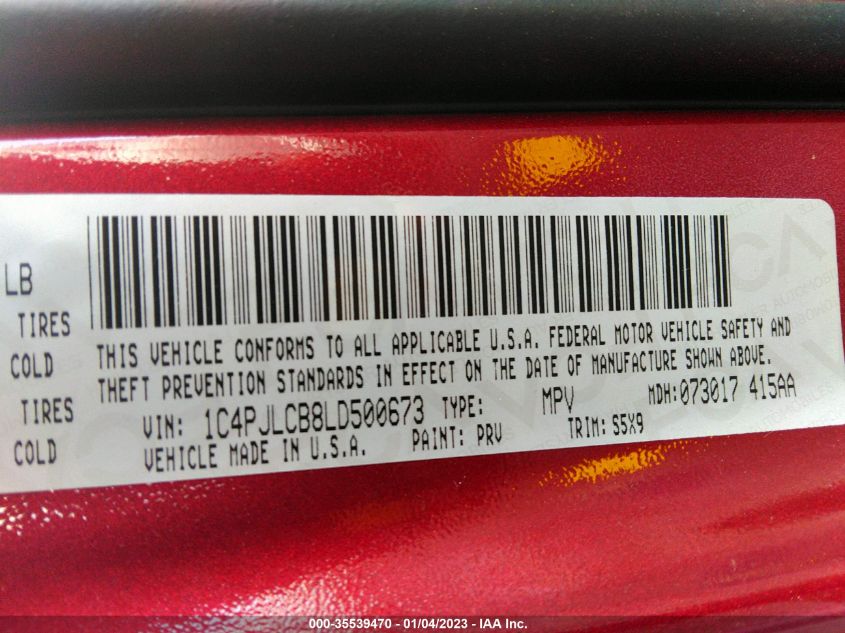 LB
TIRES
COLD
TIRES
COLD
THIS VEHICLE CONFORMS TO ALL APPLICABLE U.S.A. FEDERAL MOTOR VEHICLE SAFETY AND
THEFT PREVENTION STANDARDS IN EFFECT ON THE DATE OF MANUFACTURE SHOWN ABOVE.
VIN: 1C4PJLCB8LD500673 TYPE: MPV MDH:073017 415AA
VEHICLE MADE IN U.S.A. PAINT: PRV TRIM: S5X9
000-35539470 - 01/04/2023 - IAA Inc.